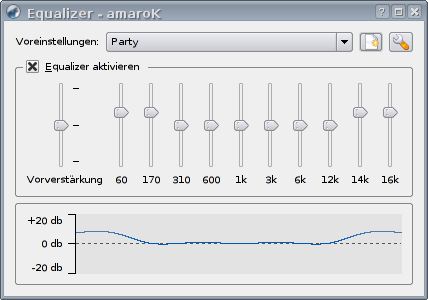 Equalizer - amaroK
Voreinstellungen: Party
Equalizer aktivieren
Vorverstärkung 60 170 310 600 1k 3k 6k 12k 14k 16k
+20 db
0 db
-20 db